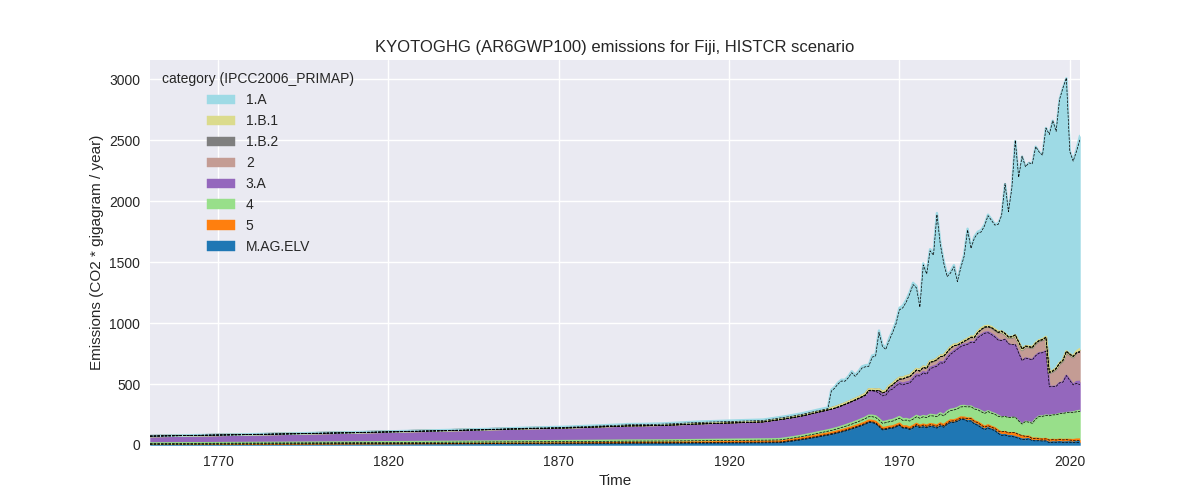 KYOTOGHG (AR6GWP100) emissions for Fiji, HISTCR scenario
Emissions (CO2 * gigagram / year)
3000
2500
2000
1500
1000
500
0
category (IPCC2006_PRIMAP)
1.A
1.B.1
1.B.2
2
3.A
4
5
M.AG.ELV
1770
1820
1870
1920
1970
2020
Time